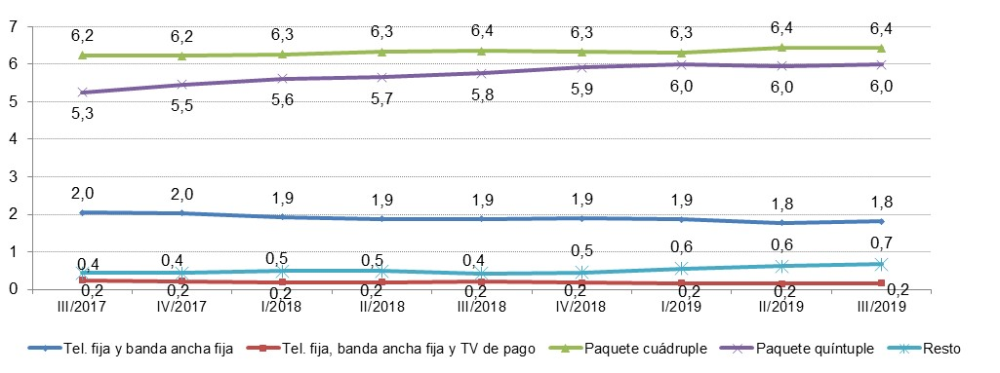 7
6,2 6,2 6,3 6,3 6,4 6,3 6,3 6,4 6,4
6
5,3 5,5 5,6 5,7 5,8 5,9 6,0 6,0 6,0
5
4
3
2,0 2,0 1,9 1,9 1,9 1,9 1,9 1,8 1,8
2
1
0,4 0,4 0,5 0,5 0,4 0,5 0,6 0,6 0,7
0
0,2 0,2 0,2 0,2 0,2 0,2 0,2 0,2 0,2
III/2017 IV/2017 I/2018 II/2018 III/2018 IV/2018 I/2019 II/2019 III/2019
Tel. fija y banda ancha fija Tel. fija, banda ancha fija y TV de pago Paquete cuádruple Paquete quíntuple Resto